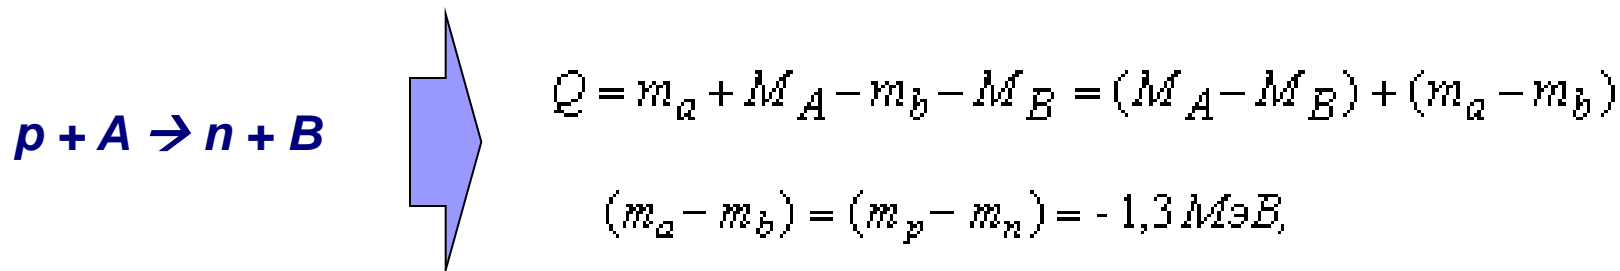 p + A → n + B
Q = m_a + M_A − m_b − M_B = (M_A − M_B) + (m_a − m_b)
(m_a − m_b) = (m_p − m_n) = - 1,3 МэВ,